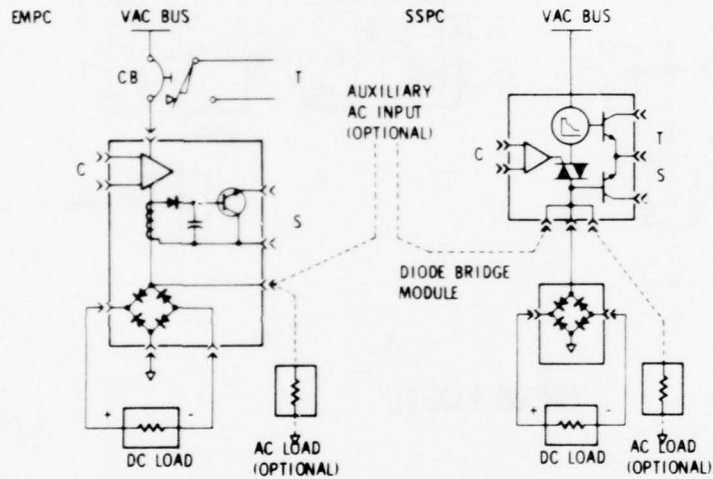 EMPC
VAC BUS
SSPC
VAC BUS
CB
T
AUXILIARY
AC INPUT
(OPTIONAL)
C
S
C
T
S
DIODE BRIDGE
MODULE
+
-
DC LOAD
AC LOAD
(OPTIONAL)
+
-
DC LOAD
AC LOAD
(OPTIONAL)